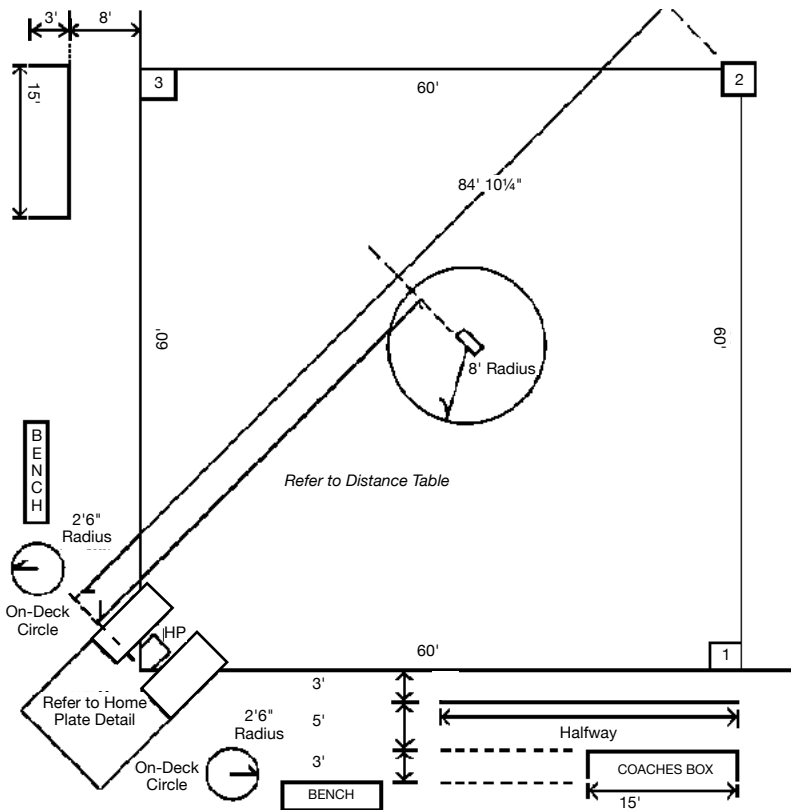 3'
8'
15'
3
60'
2
84' 10¼"
60'
60'
8' Radius
BENCH
Refer to Distance Table
2'6"
Radius
On-Deck
Circle
HP
60'
1
Refer to Home
Plate Detail
3'
5'
3'
2'6"
Radius
Halfway
On-Deck
Circle
BENCH
COACHES BOX
15'